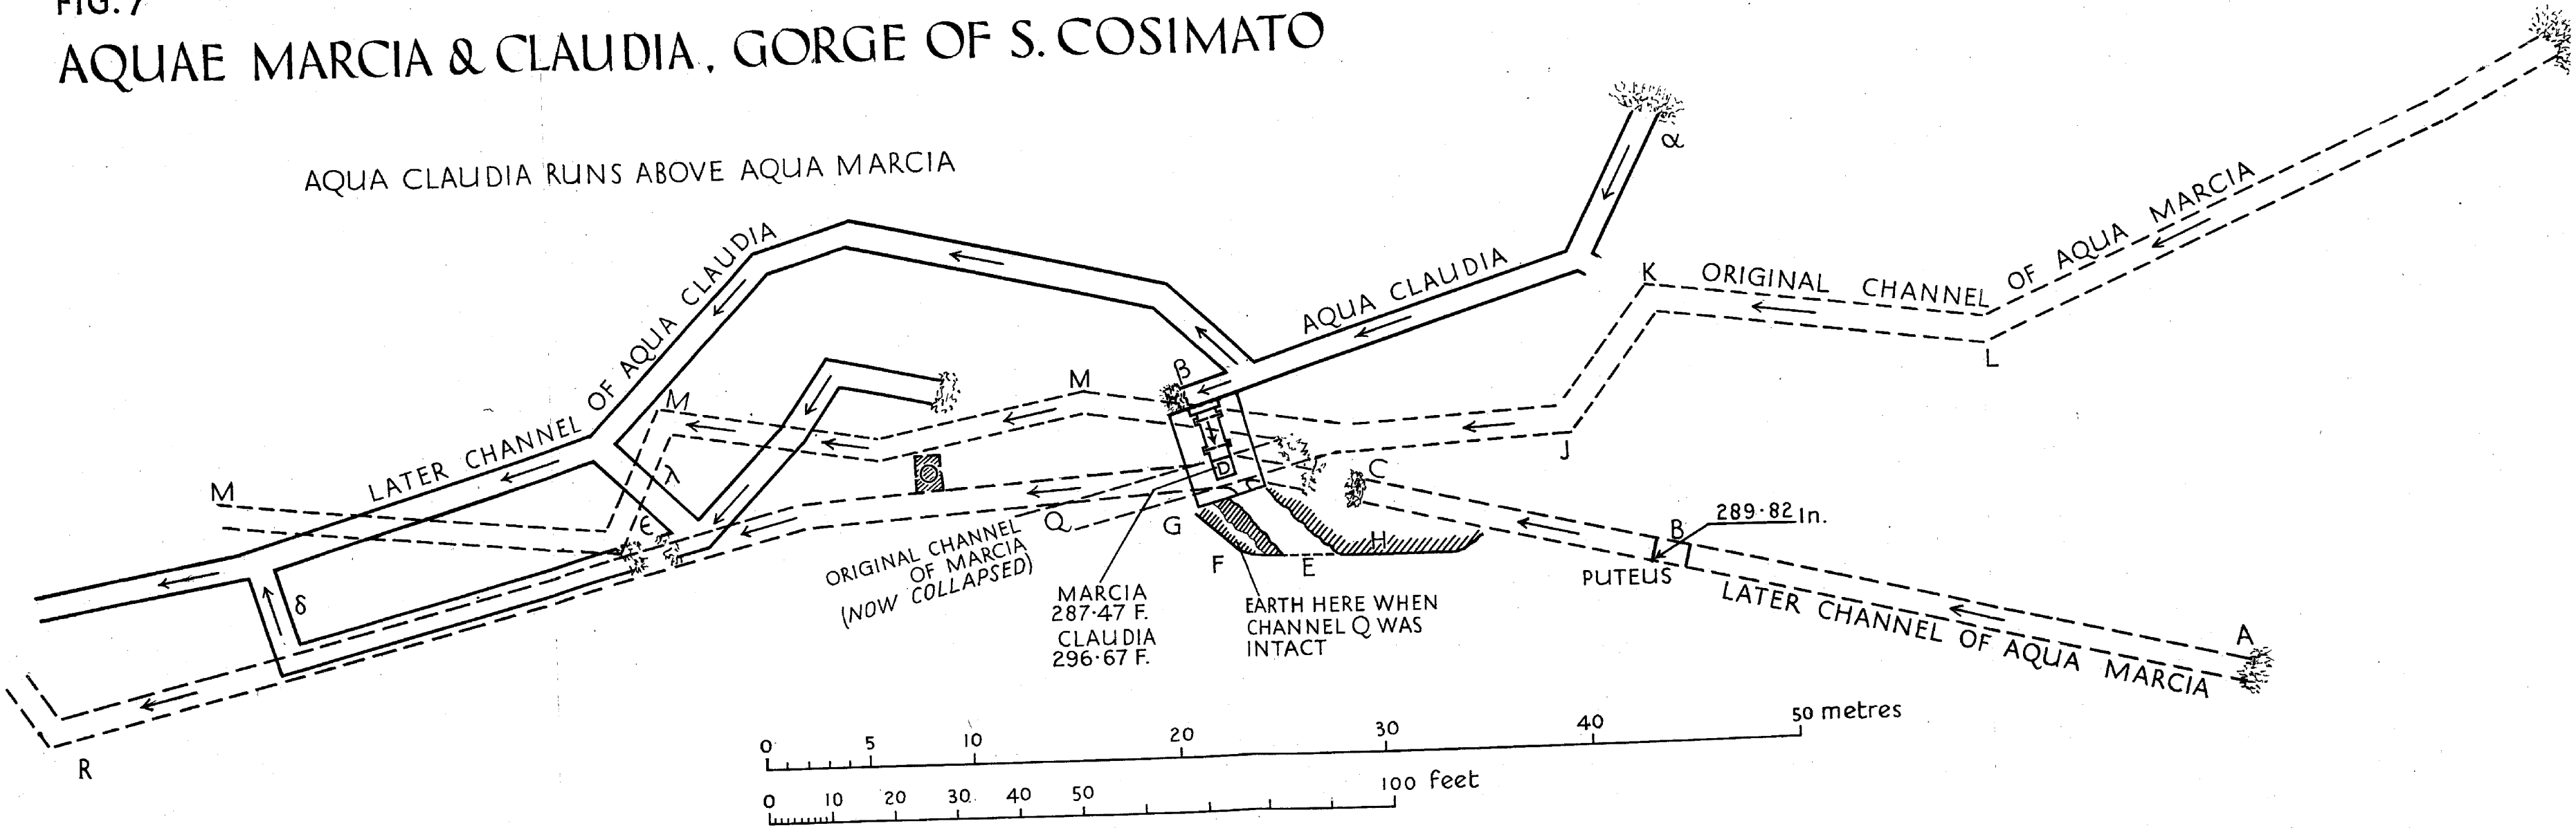 FIG. 7
AQUAE MARCIA & CLAUDIA, GORGE OF S. COSIMATO
AQUA CLAUDIA RUNS ABOVE AQUA MARCIA
α
LATER CHANNEL OF AQUA CLAUDIA
AQUA CLAUDIA
K
ORIGINAL CHANNEL OF AQUA MARCIA
L
J
β
M
M
M
λ
ϵ
δ
D
C
Q
G
F
E
H
ORIGINAL CHANNEL
OF MARCIA
(NOW COLLAPSED)
MARCIA
287·47 F.
CLAUDIA
296·67 F.
EARTH HERE WHEN
CHANNEL Q WAS
INTACT
B
289·82 In.
PUTEUS
LATER CHANNEL OF AQUA MARCIA
A
R
0 5 10 20 30 40 50 metres
0 10 20 30 40 50 100 feet